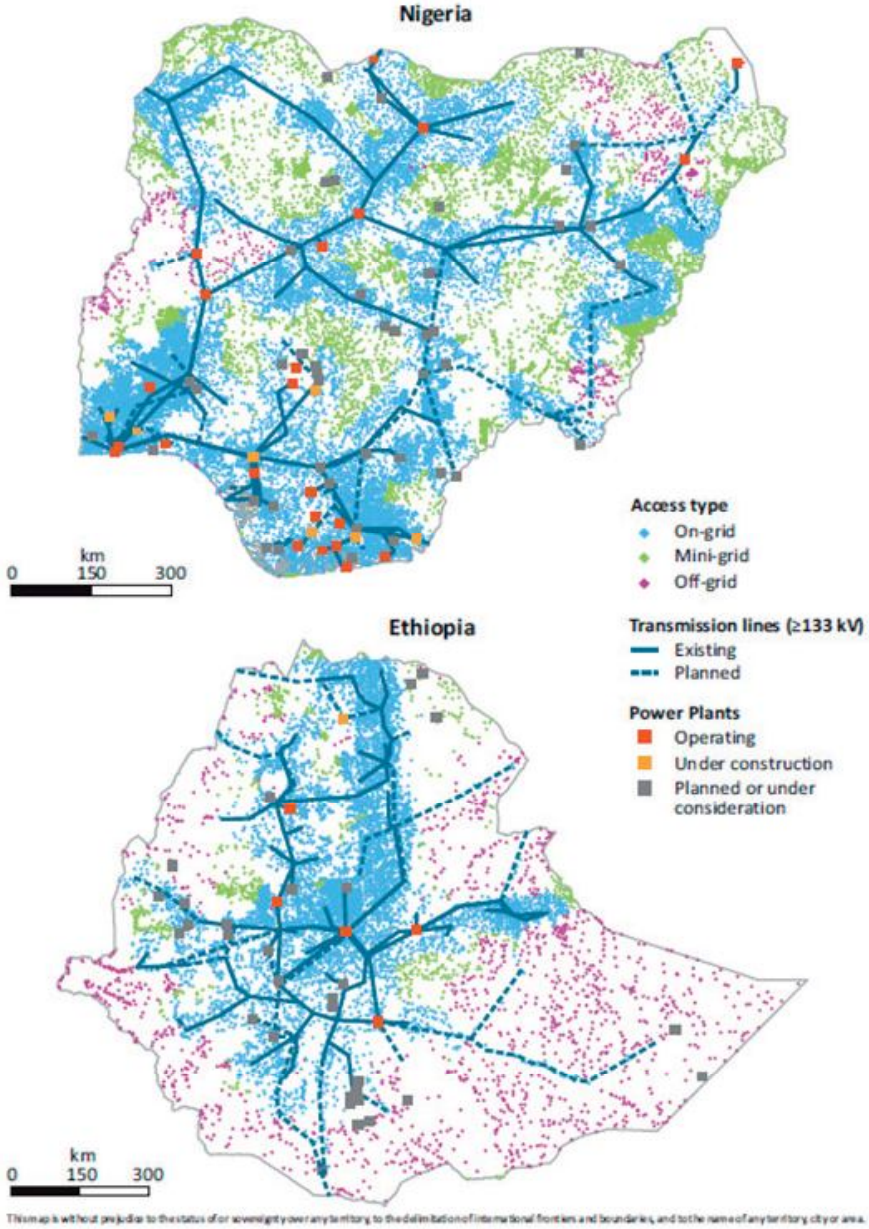 Nigeria
Access type
On-grid
Mini-grid
Off-grid
km
0 150 300
Transmission lines (≥133 kV)
Existing
Planned
Ethiopia
Power Plants
Operating
Under construction
Planned or under
consideration
km
0 150 300
This map is without prejudice to the status of or sovereignty over any territory, to the delimitation of international frontiers and boundaries, and to the name of any territory, city or area.